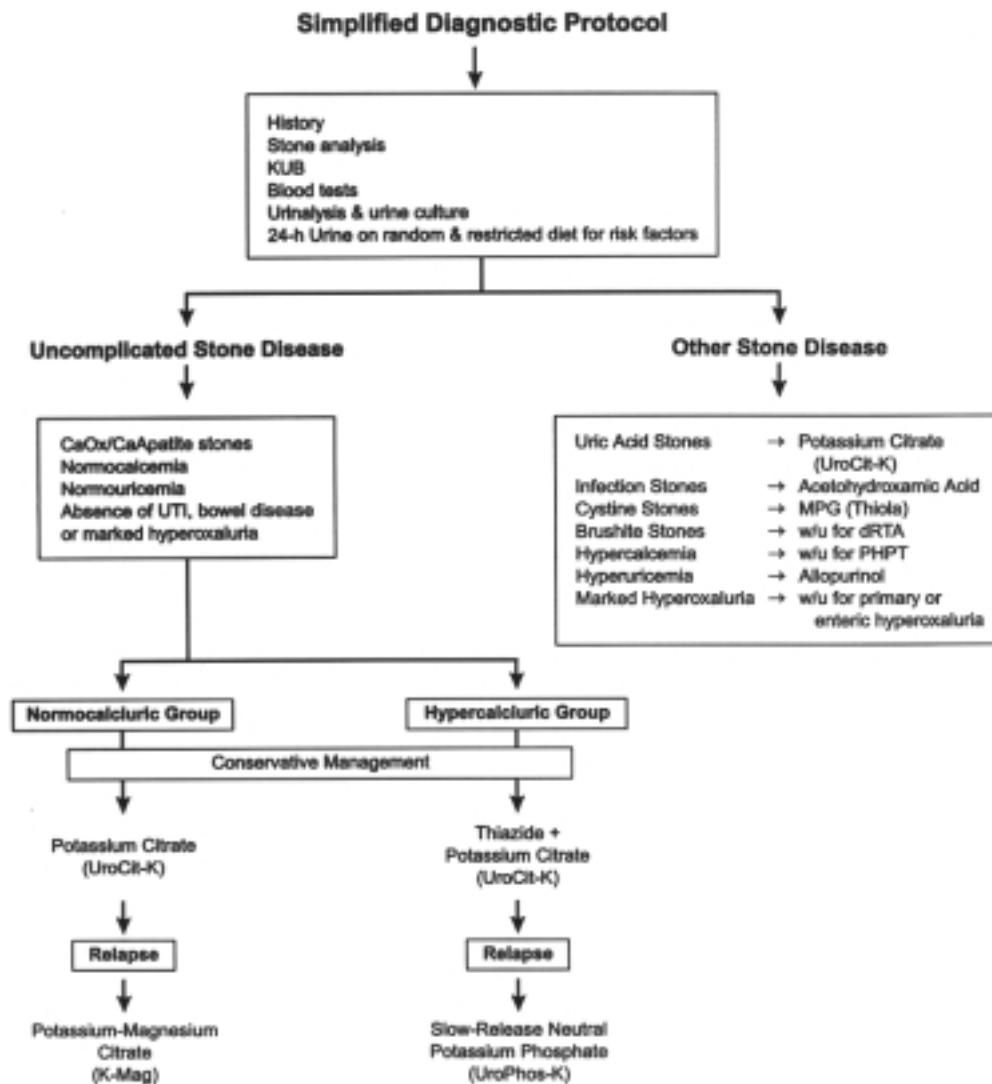 Simplified Diagnostic Protocol
History
Stone analysis
KUB
Blood tests
Urinalysis & urine culture
24-h Urine on random & restricted diet for risk factors
Uncomplicated Stone Disease
CaOx/CaApatite stones
Normocalcemia
Normouricemia
Absence of UTI, bowel disease
or marked hyperoxaluria
Other Stone Disease
Uric Acid Stones → Potassium Citrate
(UroCit-K)
Infection Stones → Acetohydroxamic Acid
Cystine Stones → MPG (Thiola)
Brushite Stones → w/u for dRTA
Hypercalcemia → w/u for PHPT
Hyperuricemia → Allopurinol
Marked Hyperoxaluria → w/u for primary or
enteric hyperoxaluria
Normocalciuric Group
Hypercalciuric Group
Conservative Management
Potassium Citrate
(UroCit-K)
Relapse
Potassium-Magnesium
Citrate
(K-Mag)
Thiazide +
Potassium Citrate
(UroCit-K)
Relapse
Slow-Release Neutral
Potassium Phosphate
(UroPhos-K)